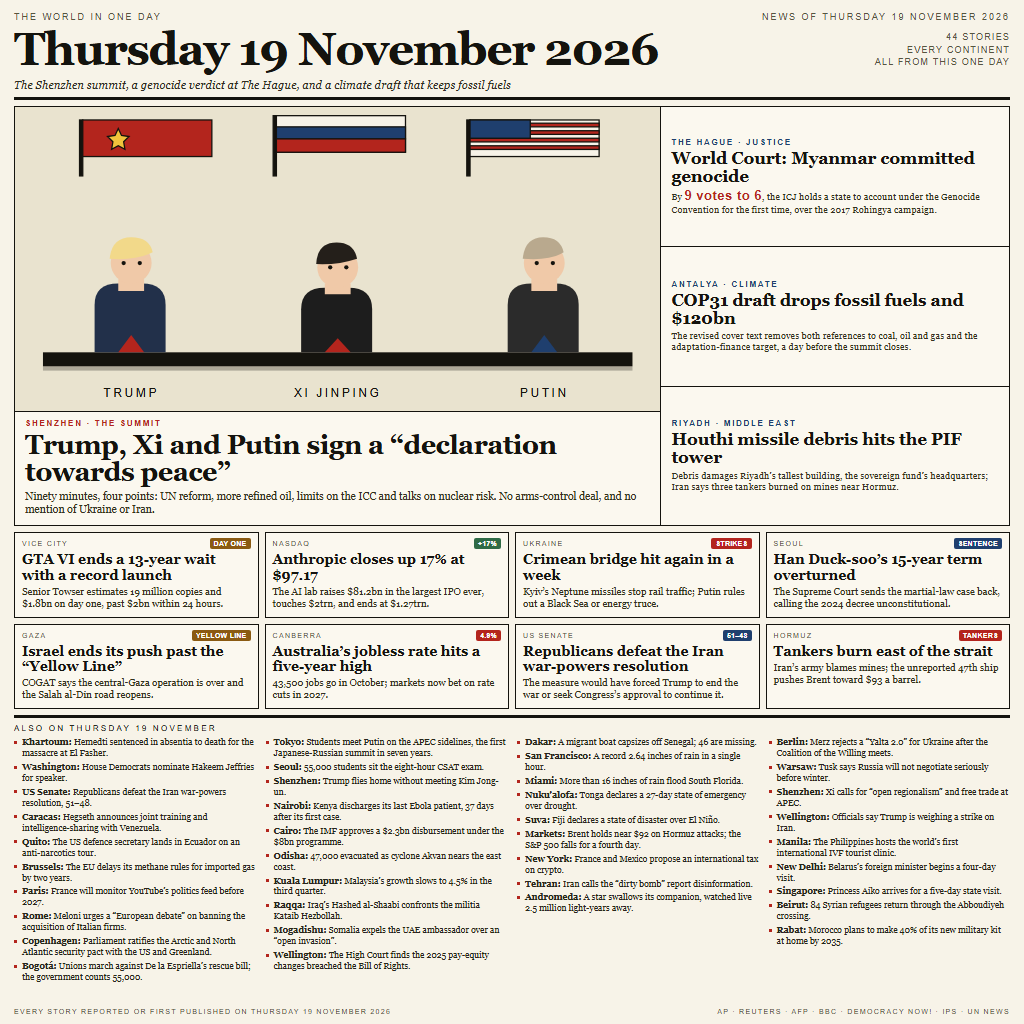 THE WORLD IN ONE DAY
NEWS OF THURSDAY 19 NOVEMBER 2026
Thursday 19 November 2026
44 STORIES
EVERY CONTINENT
ALL FROM THIS ONE DAY
The Shenzhen summit, a genocide verdict at The Hague, and a climate draft that keeps fossil fuels
TRUMP
XI JINPING
PUTIN
SHENZHEN · THE SUMMIT
Trump, Xi and Putin sign a “declaration
towards peace”
Ninety minutes, four points: UN reform, more refined oil, limits on the ICC and talks on nuclear risk. No arms-control deal, and no
mention of Ukraine or Iran.
THE HAGUE · JUSTICE
World Court: Myanmar committed
genocide
By 9 votes to 6, the ICJ holds a state to account under the Genocide
Convention for the first time, over the 2017 Rohingya campaign.
ANTALYA · CLIMATE
COP31 draft drops fossil fuels and
$120bn
The revised cover text removes both references to coal, oil and gas and the
adaptation-finance target, a day before the summit closes.
RIYADH · MIDDLE EAST
Houthi missile debris hits the PIF
tower
Debris damages Riyadh’s tallest building, the sovereign fund’s headquarters;
Iran says three tankers burned on mines near Hormuz.
VICE CITY
DAY ONE
GTA VI ends a 13-year wait
with a record launch
Senior Towser estimates 19 million copies and
$1.8bn on day one, past $2bn within 24 hours.
NASDAQ
+17%
Anthropic closes up 17% at
$97.17
The AI lab raises $81.2bn in the largest IPO ever,
touches $2trn, and ends at $1.27trn.
UKRAINE
STRIKES
Crimean bridge hit again in a
week
Kyiv’s Neptune missiles stop rail traffic; Putin rules
out a Black Sea or energy truce.
SEOUL
SENTENCE
Han Duck-soo’s 15-year term
overturned
The Supreme Court sends the martial-law case back,
calling the 2024 decree unconstitutional.
GAZA
YELLOW LINE
Israel ends its push past the
“Yellow Line”
COGAT says the central-Gaza operation is over and
the Salah al-Din road reopens.
CANBERRA
4.8%
Australia’s jobless rate hits a
five-year high
43,500 jobs go in October; markets now bet on rate
cuts in 2027.
US SENATE
51–48
Republicans defeat the Iran
war-powers resolution
The measure would have forced Trump to end the
war or seek Congress’s approval to continue it.
HORMUZ
TANKERS
Tankers burn east of the strait
Iran’s army blames mines; the unreported 47th ship
pushes Brent toward $93 a barrel.
ALSO ON THURSDAY 19 NOVEMBER
Khartoum: Hemedti sentenced in absentia to death for the
massacre at El Fasher.
Washington: House Democrats nominate Hakeem Jeffries
for speaker.
US Senate: Republicans defeat the Iran war-powers
resolution, 51–48.
Caracas: Hegseth announces joint training and
intelligence-sharing with Venezuela.
Quito: The US defence secretary lands in Ecuador on an
anti-narcotics tour.
Brussels: The EU delays its methane rules for imported gas
by two years.
Paris: France will monitor YouTube’s politics feed before
2027.
Rome: Meloni urges a “European debate” on banning the
acquisition of Italian firms.
Copenhagen: Parliament ratifies the Arctic and North
Atlantic security pact with the US and Greenland.
Bogotá: Unions march against De la Espriella’s rescue bill;
the government counts 55,000.
Tokyo: Students meet Putin on the APEC sidelines, the first
Japanese-Russian summit in seven years.
Seoul: 55,000 students sit the eight-hour CSAT exam.
Shenzhen: Trump flies home without meeting Kim Jong-
un.
Nairobi: Kenya discharges its last Ebola patient, 37 days
after its first case.
Cairo: The IMF approves a $2.3bn disbursement under the
$8bn programme.
Odisha: 47,000 evacuated as cyclone Akvan nears the east
coast.
Kuala Lumpur: Malaysia’s growth slows to 4.5% in the
third quarter.
Raqqa: Iraq’s Hashed al-Shaabi confronts the militia
Kataib Hezbollah.
Mogadishu: Somalia expels the UAE ambassador over an
“open invasion”.
Wellington: The High Court finds the 2025 pay-equity
changes breached the Bill of Rights.
Dakar: A migrant boat capsizes off Senegal; 46 are missing.
San Francisco: A record 2.64 inches of rain in a single
hour.
Miami: More than 16 inches of rain flood South Florida.
Nuku’alofa: Tonga declares a 27-day state of emergency
over drought.
Suva: Fiji declares a state of disaster over El Niño.
Markets: Brent holds near $92 on Hormuz attacks; the
S&P 500 falls for a fourth day.
New York: France and Mexico propose an international tax
on crypto.
Tehran: Iran calls the “dirty bomb” report disinformation.
Andromeda: A star swallows its companion, watched live
2.5 million light-years away.
Berlin: Merz rejects a “Yalta 2.0” for Ukraine after the
Coalition of the Willing meets.
Warsaw: Tusk says Russia will not negotiate seriously
before winter.
Shenzhen: Xi calls for “open regionalism” and free trade at
APEC.
Wellington: Officials say Trump is weighing a strike on
Iran.
Manila: The Philippines hosts the world’s first
international IVF tourist clinic.
New Delhi: Belarus’s foreign minister begins a four-day
visit.
Singapore: Princess Aiko arrives for a five-day state visit.
Beirut: 84 Syrian refugees return through the Abboudiyeh
crossing.
Rabat: Morocco plans to make 40% of its new military kit
at home by 2035.
EVERY STORY REPORTED OR FIRST PUBLISHED ON THURSDAY 19 NOVEMBER 2026
AP · REUTERS · AFP · BBC · DEMOCRACY NOW! · IPS · UN NEWS